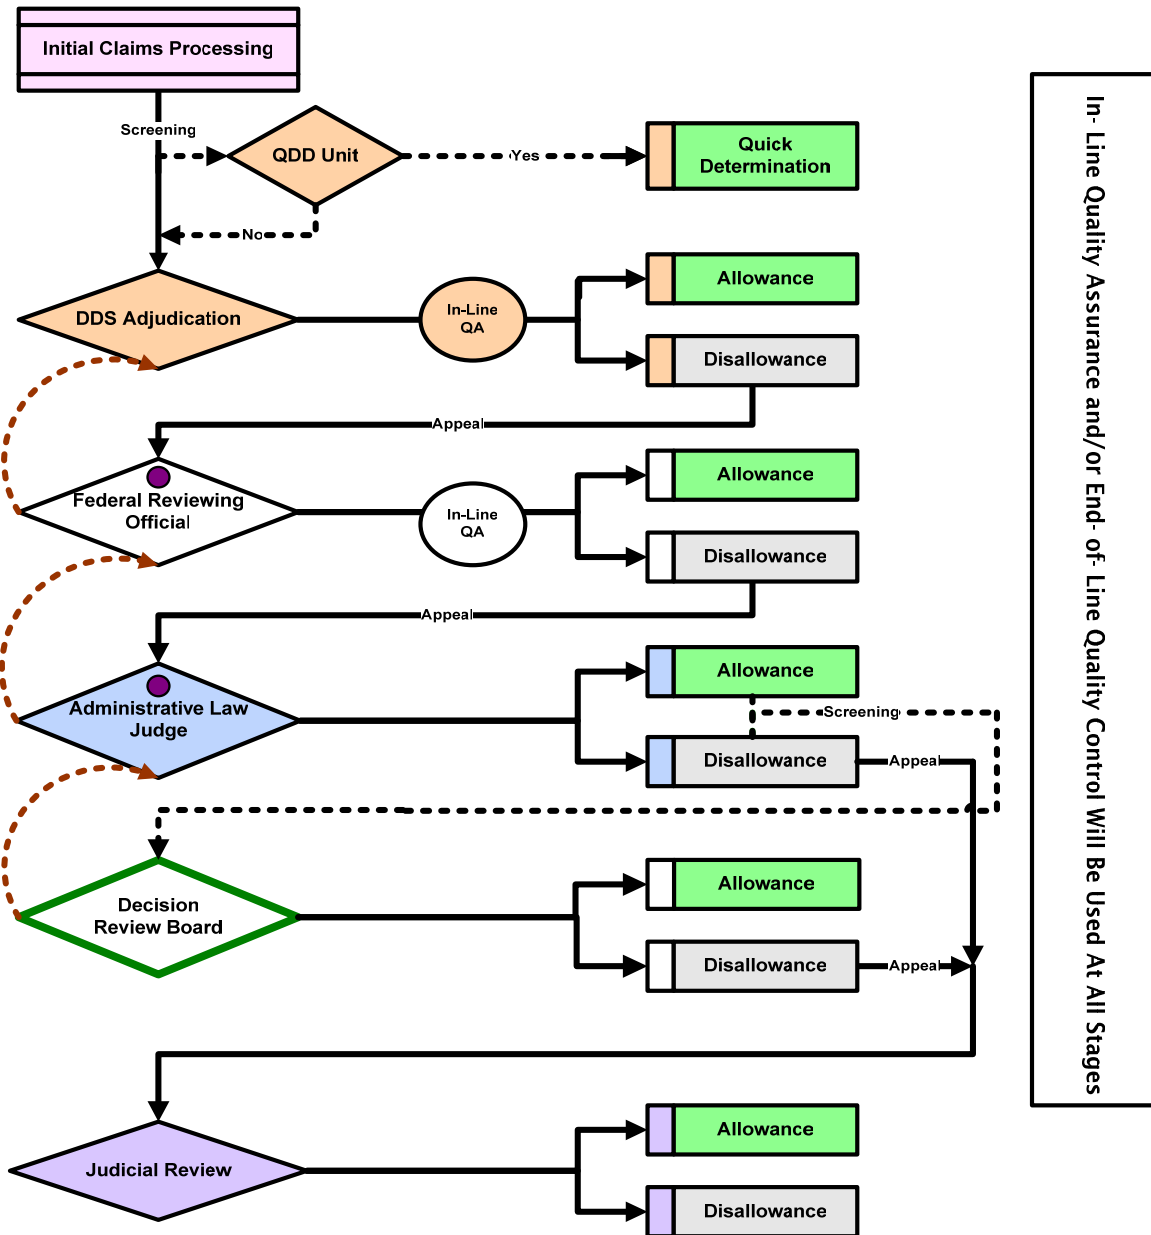 Initial Claims Processing
Screening
QDD Unit
Yes
Quick
Determination
No
DDS Adjudication
In-Line
QA
Allowance
Disallowance
Appeal
Federal Reviewing
Official
In-Line
QA
Allowance
Disallowance
Appeal
Administrative Law
Judge
Allowance
Screening
Disallowance
Appeal
Decision
Review Board
Allowance
Disallowance
Appeal
Judicial Review
Allowance
Disallowance
In- Line Quality Assurance and/or End- of- Line Quality Control Will Be Used At All Stages